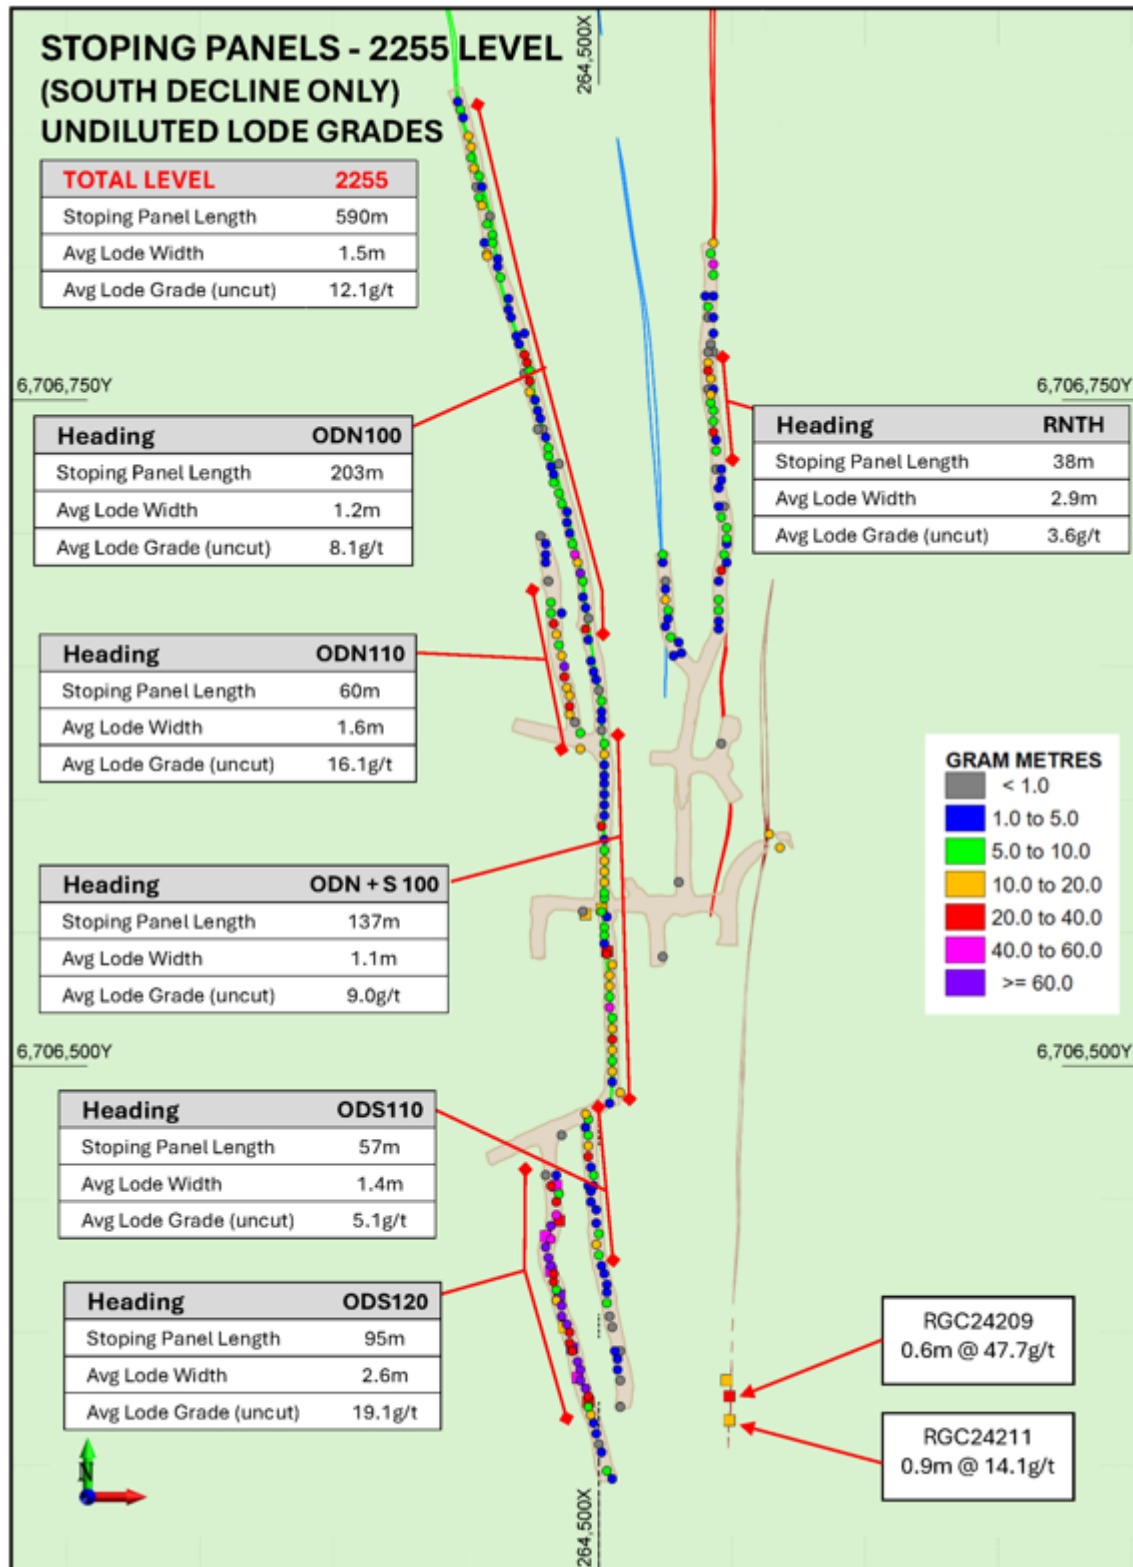 STOPING PANELS - 2255 LEVEL
(SOUTH DECLINE ONLY)
UNDILUTED LODE GRADES
264,500X
TOTAL LEVEL 2255
Stoping Panel Length 590m
Avg Lode Width 1.5m
Avg Lode Grade (uncut) 12.1g/t
6,706,750Y
6,706,750Y
Heading ODN100
Stoping Panel Length 203m
Avg Lode Width 1.2m
Avg Lode Grade (uncut) 8.1g/t
Heading RNTH
Stoping Panel Length 38m
Avg Lode Width 2.9m
Avg Lode Grade (uncut) 3.6g/t
Heading ODN110
Stoping Panel Length 60m
Avg Lode Width 1.6m
Avg Lode Grade (uncut) 16.1g/t
GRAM METRES
< 1.0
1.0 to 5.0
5.0 to 10.0
10.0 to 20.0
20.0 to 40.0
40.0 to 60.0
>= 60.0
Heading ODN + S 100
Stoping Panel Length 137m
Avg Lode Width 1.1m
Avg Lode Grade (uncut) 9.0g/t
6,706,500Y
6,706,500Y
Heading ODS110
Stoping Panel Length 57m
Avg Lode Width 1.4m
Avg Lode Grade (uncut) 5.1g/t
Heading ODS120
Stoping Panel Length 95m
Avg Lode Width 2.6m
Avg Lode Grade (uncut) 19.1g/t
RGC24209
0.6m @ 47.7g/t
RGC24211
0.9m @ 14.1g/t
N
264,500X